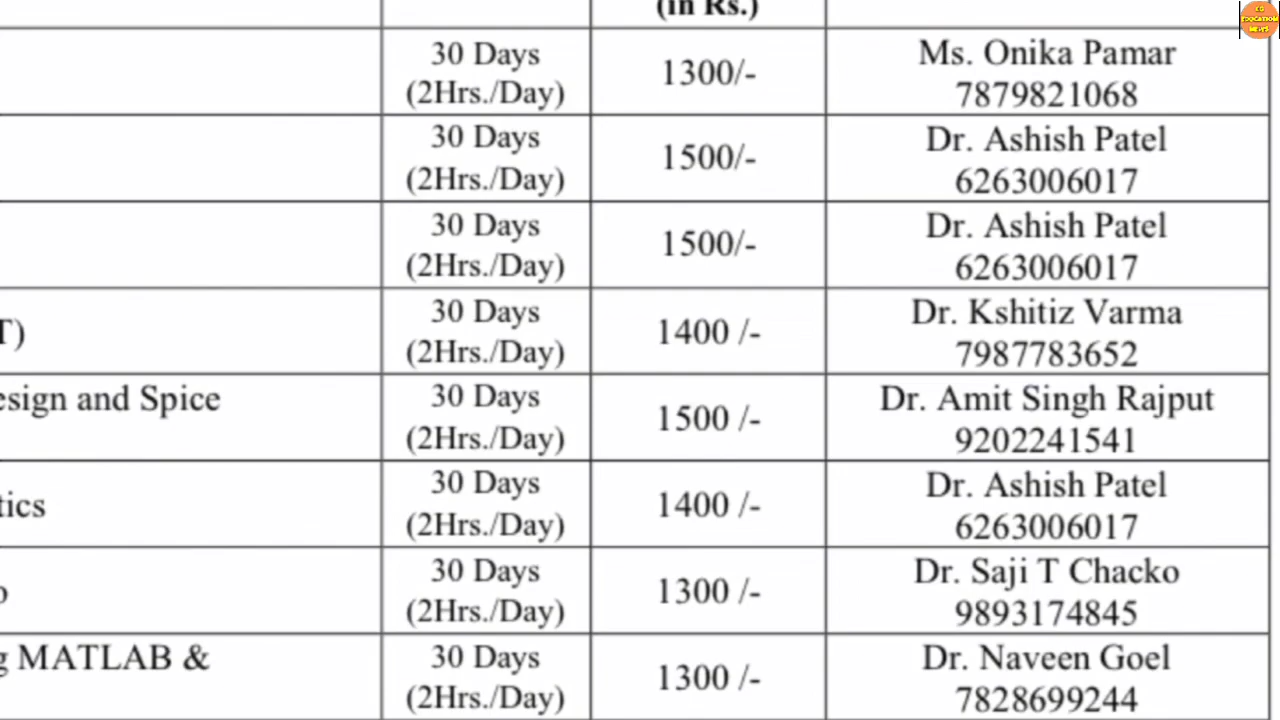 (in Rs.)
CG
EDUCATION
NEWS
30 Days
(2Hrs./Day)
1300/-
Ms. Onika Pamar
7879821068
30 Days
(2Hrs./Day)
1500/-
Dr. Ashish Patel
6263006017
30 Days
(2Hrs./Day)
1500/-
Dr. Ashish Patel
6263006017
T)
30 Days
(2Hrs./Day)
1400 /-
Dr. Kshitiz Varma
7987783652
esign and Spice
30 Days
(2Hrs./Day)
1500 /-
Dr. Amit Singh Rajput
9202241541
tics
30 Days
(2Hrs./Day)
1400 /-
Dr. Ashish Patel
6263006017
30 Days
(2Hrs./Day)
1300 /-
Dr. Saji T Chacko
9893174845
g MATLAB &
30 Days
(2Hrs./Day)
1300 /-
Dr. Naveen Goel
7828699244